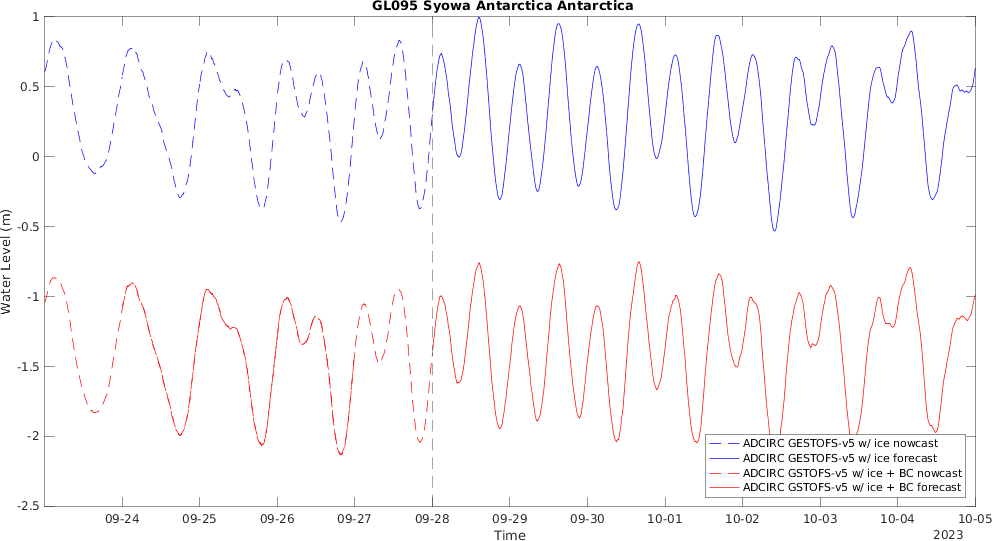 GL095 Syowa Antarctica Antarctica
Water Level (m)
1
0.5
0
-0.5
-1
-1.5
-2
-2.5
ADCIRC GESTOFS-v5 w/ ice nowcast
ADCIRC GESTOFS-v5 w/ ice forecast
ADCIRC GSTOFS-v5 w/ ice + BC nowcast
ADCIRC GSTOFS-v5 w/ ice + BC forecast
09-24 09-25 09-26 09-27 09-28 09-29 09-30 10-01 10-02 10-03 10-04 10-05
Time
2023